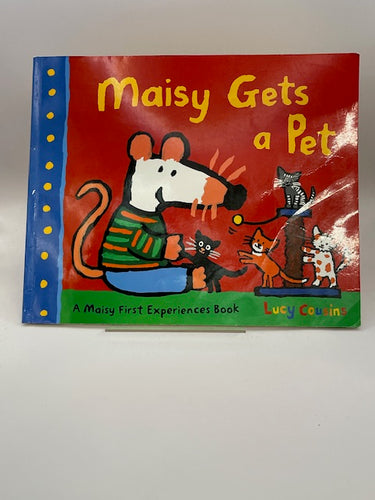 Maisy Gets
a Pet
A Maisy First Experiences Book
Lucy Cousins